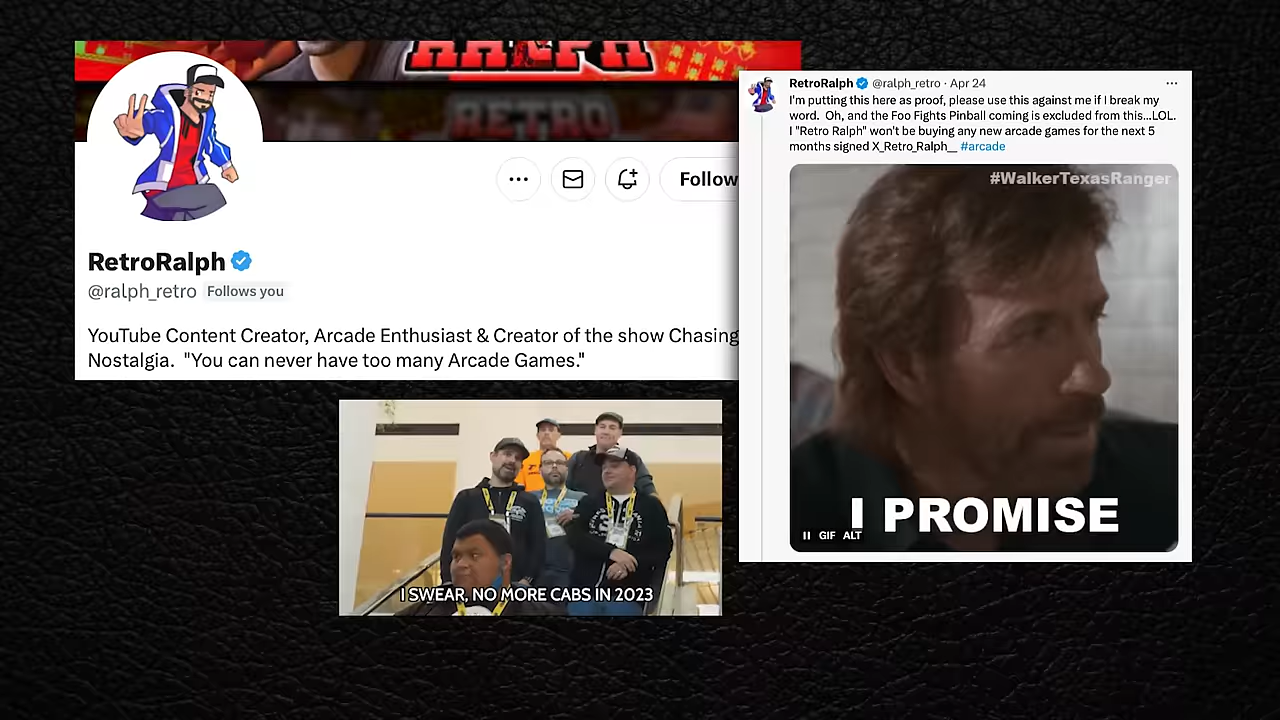 RALPH
RETRO
Follow
RetroRalph
@ralph_retro Follows you
YouTube Content Creator, Arcade Enthusiast & Creator of the show Chasing
Nostalgia. "You can never have too many Arcade Games."
RetroRalph @ralph_retro · Apr 24
I'm putting this here as proof, please use this against me if I break my
word. Oh, and the Foo Fights Pinball coming is excluded from this...LOL.
I "Retro Ralph" won't be buying any new arcade games for the next 5
months signed X_Retro_Ralph__ #arcade
#WalkerTexasRanger
I PROMISE
GIF ALT
I SWEAR, NO MORE CABS IN 2023